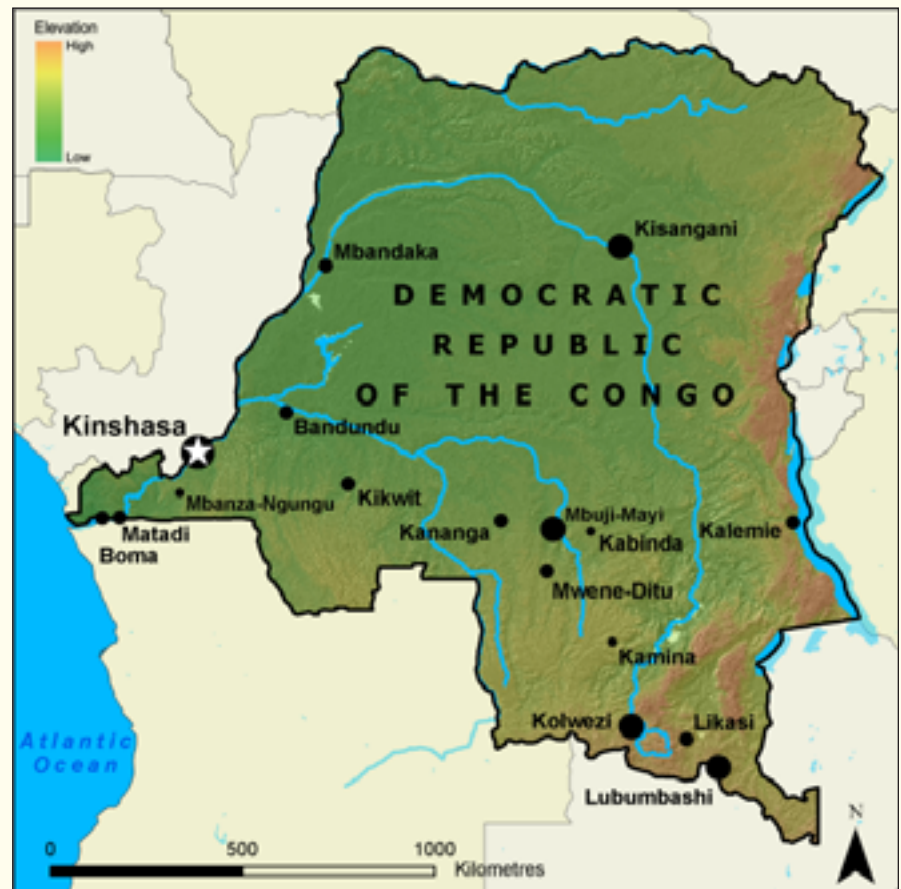 Elevation
High
Low
Kisangani
Mbandaka
DEMOCRATIC
REPUBLIC
OF THE CONGO
Kinshasa
Bandundu
Mbanza-Ngungu
Kikwit
Matadi
Boma
Kananga
Mbuji-Mayi
Kabinda
Kalemie
Mwene-Ditu
Kamina
Kolwezi
Likasi
Lubumbashi
Atlantic
Ocean
N
0 500 1000
Kilometres